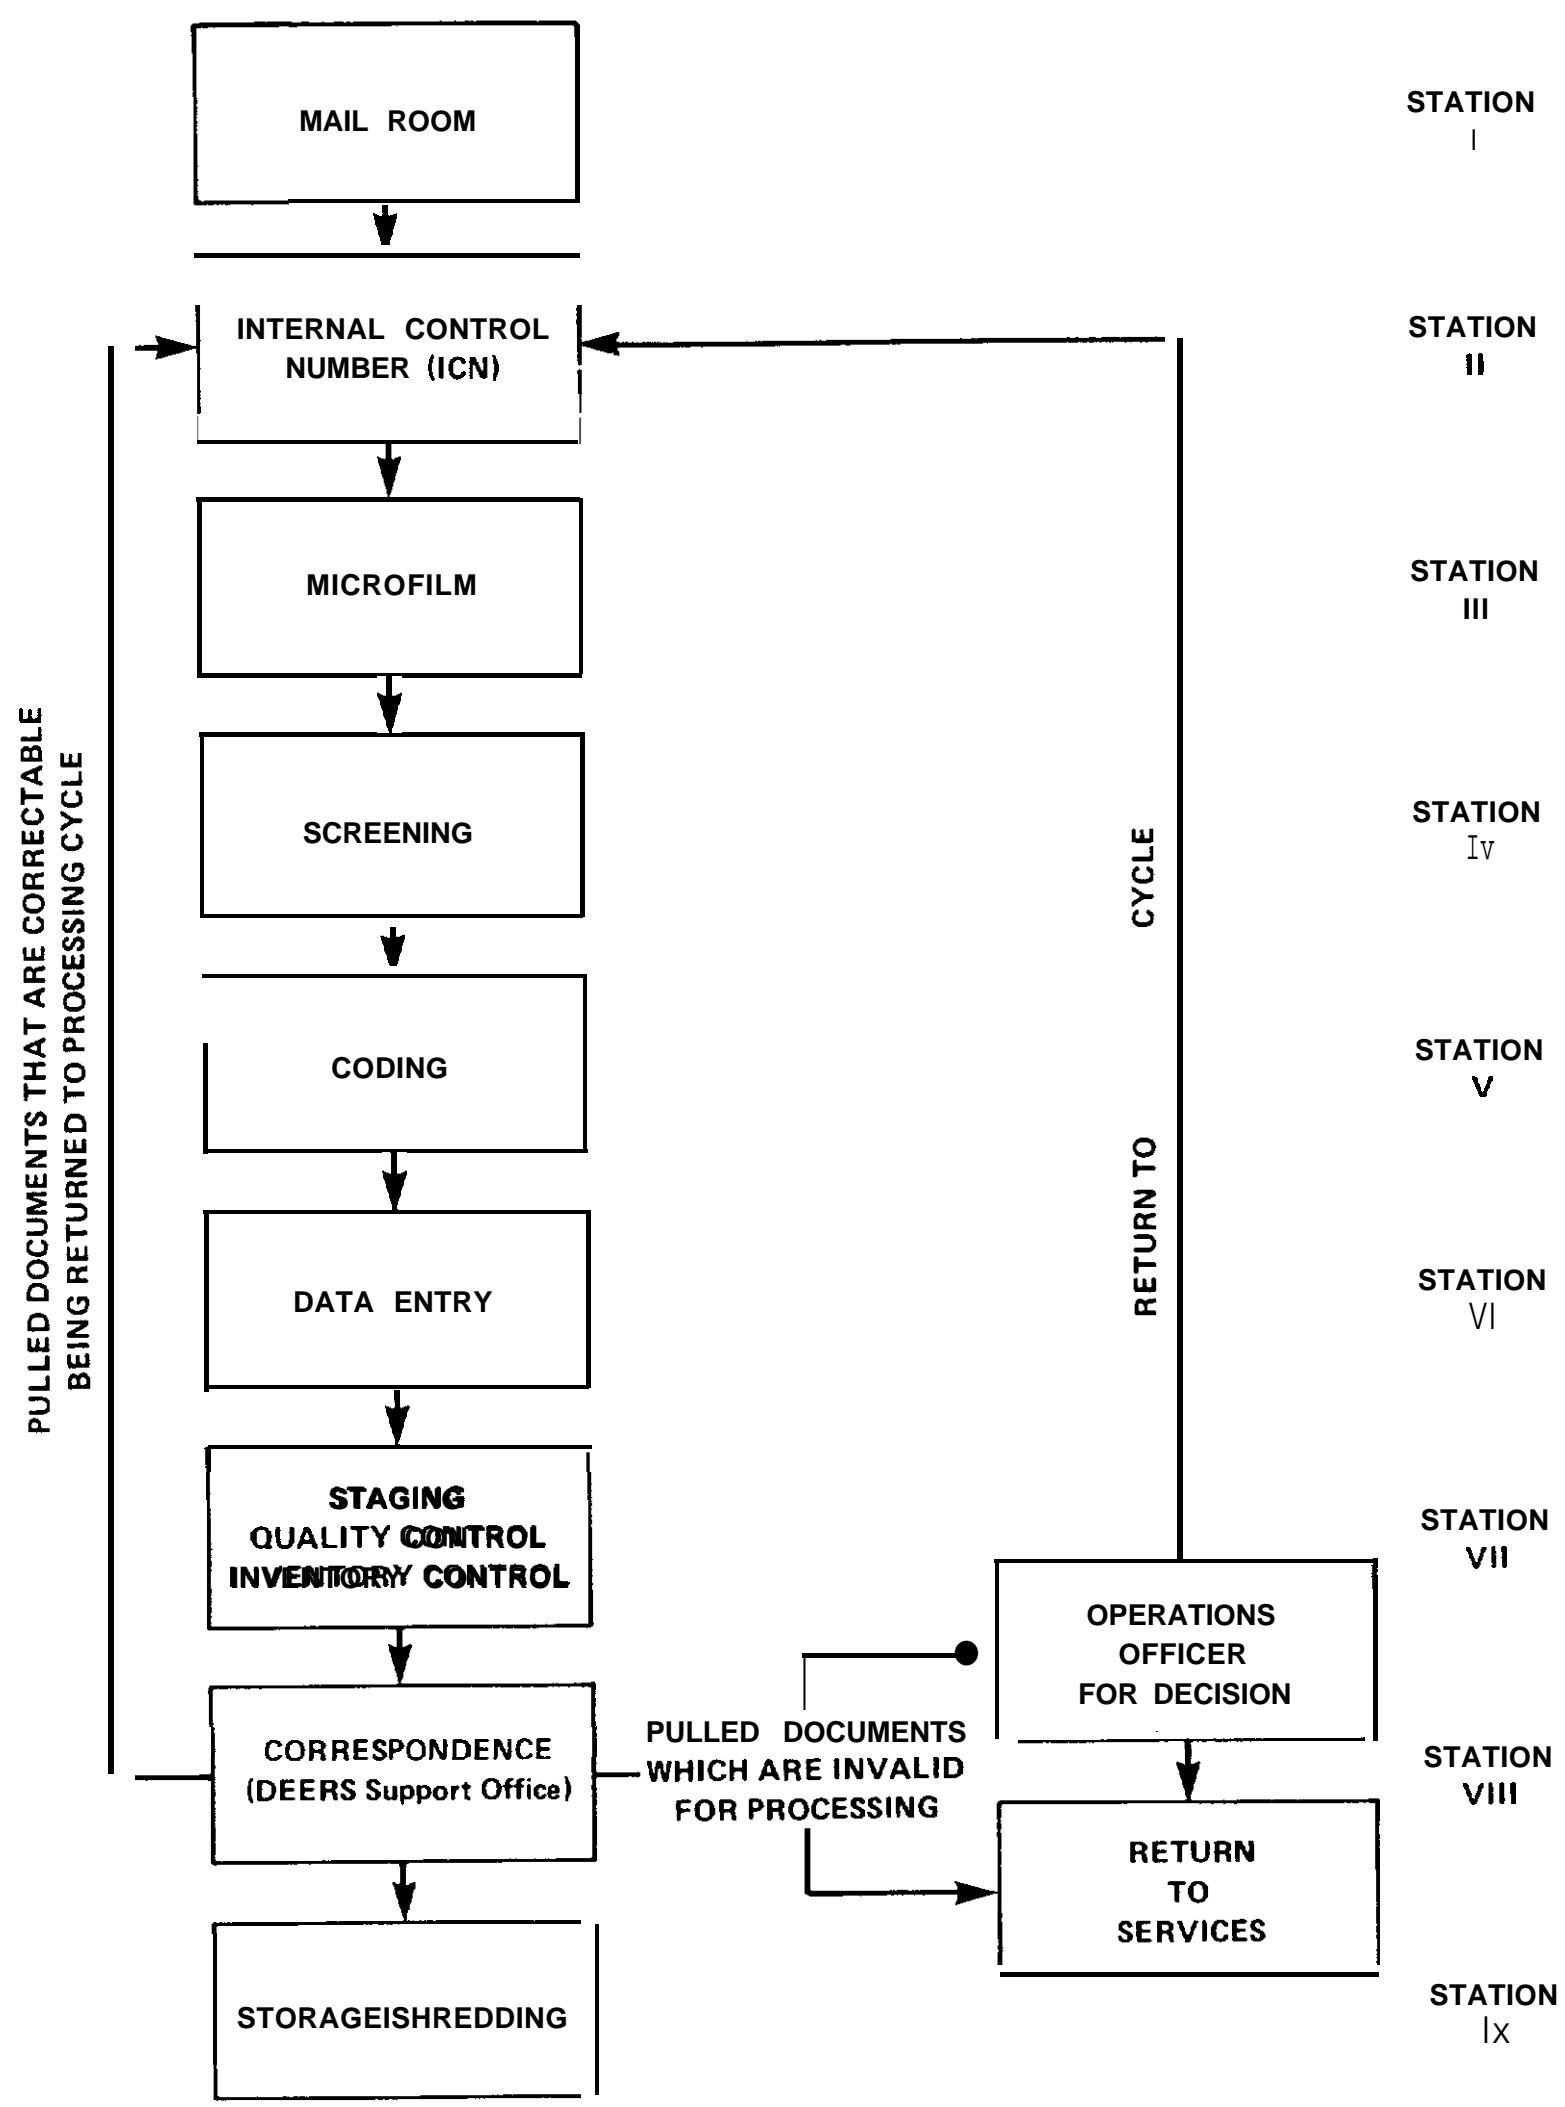 MAIL ROOM
STATION
I
INTERNAL CONTROL
NUMBER (ICN)
STATION
II
MICROFILM
STATION
III
SCREENING
STATION
Iv
CODING
STATION
V
DATA ENTRY
STATION
VI
PULLED DOCUMENTS THAT ARE CORRECTABLE
BEING RETURNED TO PROCESSING CYCLE
RETURN TO CYCLE
STAGING
QUALITY CONTROL
INVENTORY CONTROL
STATION
VII
OPERATIONS
OFFICER
FOR DECISION
CORRESPONDENCE
(DEERS Support Office)
PULLED DOCUMENTS
WHICH ARE INVALID
FOR PROCESSING
STATION
VIII
RETURN
TO
SERVICES
STORAGEISHREDDING
STATION
Ix